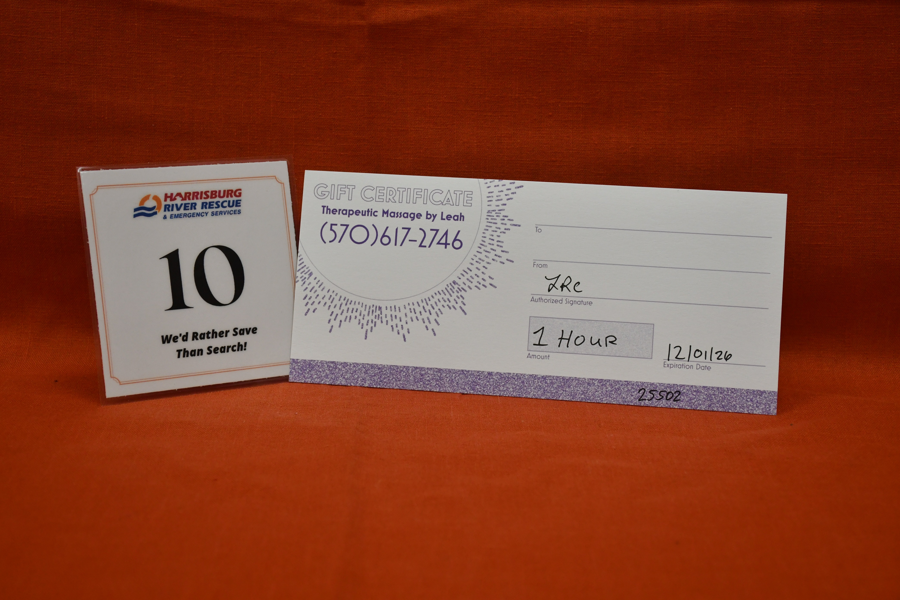 HARRISBURG
RIVER RESCUE
& EMERGENCY SERVICES
10
We'd Rather Save
Than Search!
GIFT CERTIFICATE
Therapeutic Massage by Leah
(570)617-2746
To
From
LRC
Authorized Signature
1 HOUR
Amount
12/01/26
Expiration Date
25502